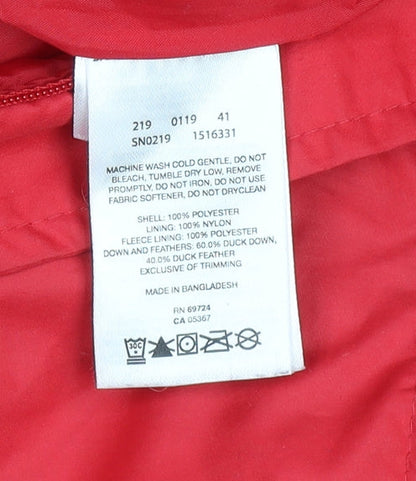 219 0119 41
SN0219 1516331
MACHINE WASH COLD GENTLE, DO NOT
BLEACH, TUMBLE DRY LOW, REMOVE
PROMPTLY, DO NOT IRON, DO NOT USE
FABRIC SOFTENER, DO NOT DRYCLEAN
SHELL: 100% POLYESTER
LINING: 100% NYLON
FLEECE LINING: 100% POLYESTER
DOWN AND FEATHERS: 60.0% DUCK DOWN,
40.0% DUCK FEATHER
EXCLUSIVE OF TRIMMING
MADE IN BANGLADESH
RN 69724
CA 05367
30C